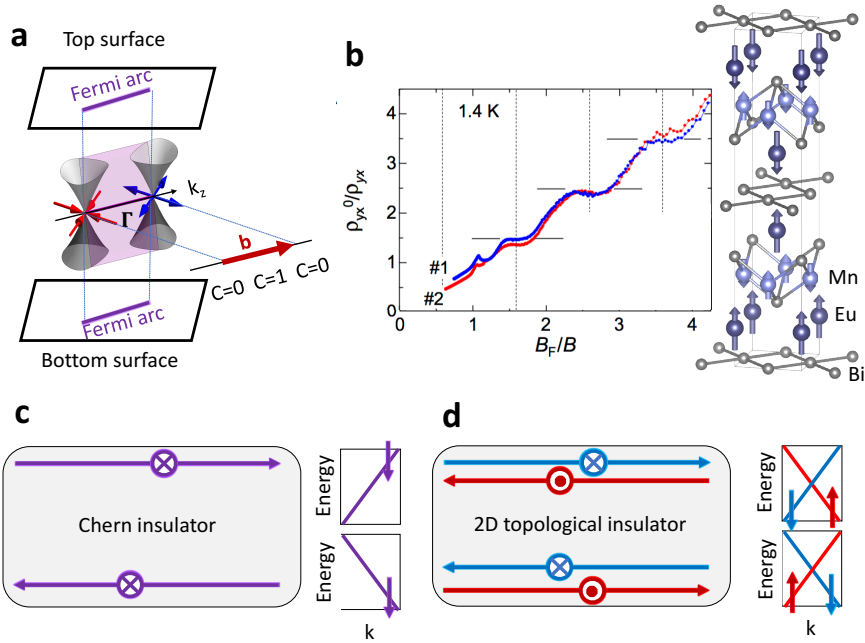 a
Top surface
Fermi arc
k_z
Γ
b
C=0 C=1 C=0
Fermi arc
Bottom surface
b
1.4 K
ρ_yx^0/ρ_yx
4
3
2
1
0
#1
#2
0 1 2 3 4
B_F/B
Mn
Eu
Bi
c
Chern insulator
Energy
Energy
k
d
2D topological insulator
Energy
Energy
k